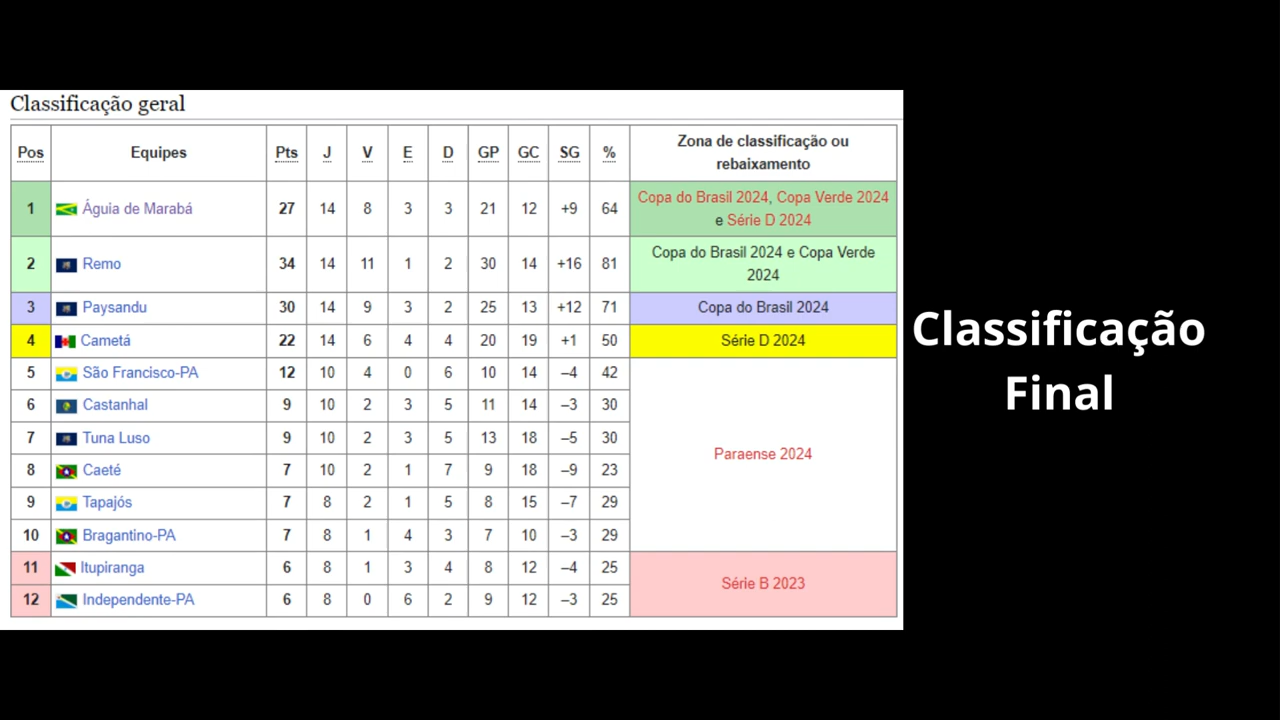 Classificação geral
Pos Equipes Pts J V E D GP GC SG % Zona de classificação ou
rebaixamento
1 Águia de Marabá 27 14 8 3 3 21 12 +9 64 Copa do Brasil 2024, Copa Verde 2024
e Série D 2024
2 Remo 34 14 11 1 2 30 14 +16 81 Copa do Brasil 2024 e Copa Verde
2024
3 Paysandu 30 14 9 3 2 25 13 +12 71 Copa do Brasil 2024
4 Cametá 22 14 6 4 4 20 19 +1 50 Série D 2024
5 São Francisco-PA 12 10 4 0 6 10 14 –4 42
6 Castanhal 9 10 2 3 5 11 14 –3 30
7 Tuna Luso 9 10 2 3 5 13 18 –5 30
Paraense 2024
8 Caeté 7 10 2 1 7 9 18 –9 23
9 Tapajós 7 8 2 1 5 8 15 –7 29
10 Bragantino-PA 7 8 1 4 3 7 10 –3 29
11 Itupiranga 6 8 1 3 4 8 12 –4 25
Série B 2023
12 Independente-PA 6 8 0 6 2 9 12 –3 25
Classificação
Final